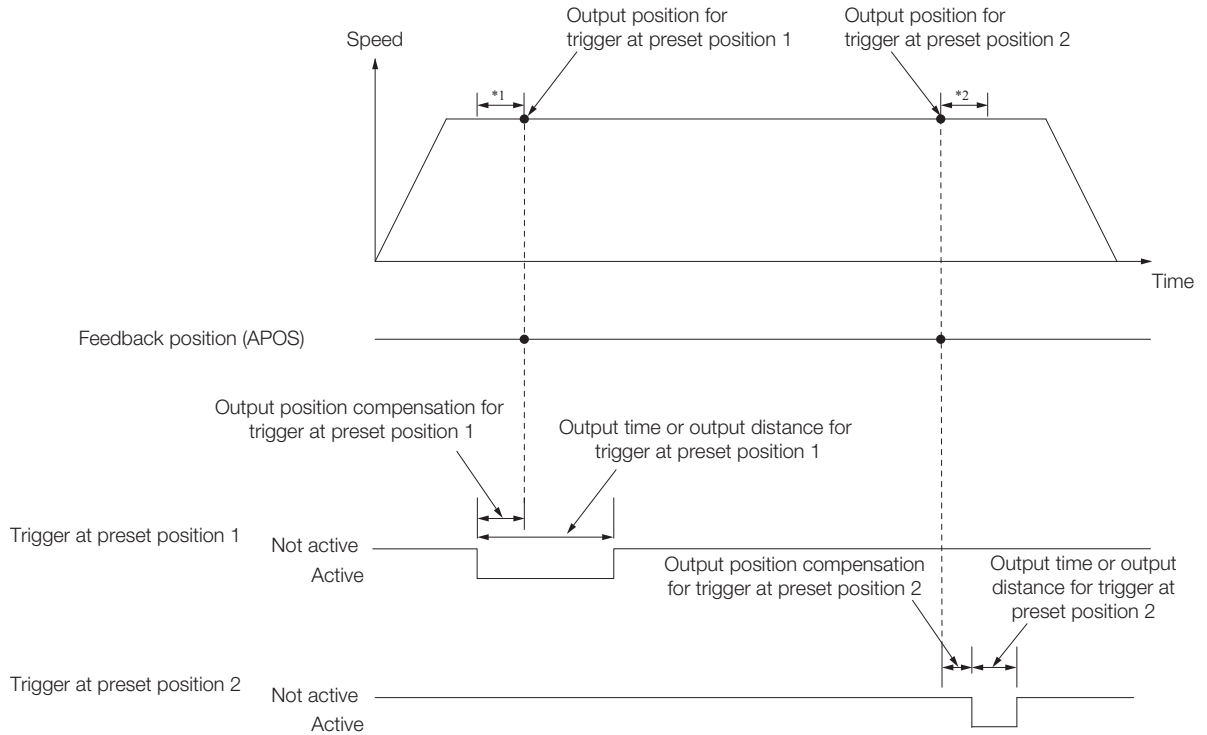 Output position for
trigger at preset position 1
Output position for
trigger at preset position 2
Speed
*1
*2
Time
Feedback position (APOS)
Output position compensation for
trigger at preset position 1
Output time or output distance for
trigger at preset position 1
Trigger at preset position 1
Not active
Active
Output position compensation
for trigger at preset position 2
Output time or output
distance for trigger at
preset position 2
Trigger at preset position 2
Not active
Active